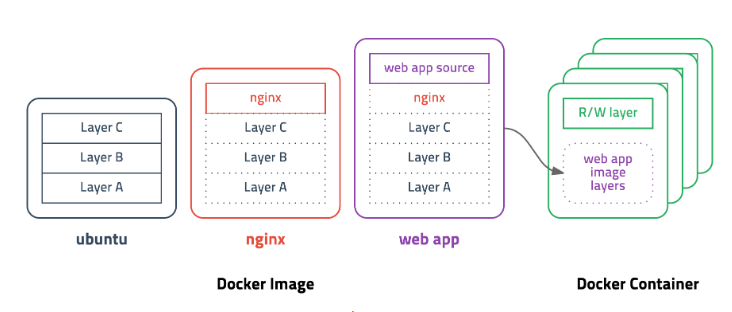 Layer C
Layer B
Layer A
ubuntu
nginx
Layer C
Layer B
Layer A
nginx
web app source
nginx
Layer C
Layer B
Layer A
web app
Docker Image
R/W layer
web app
image
layers
Docker Container